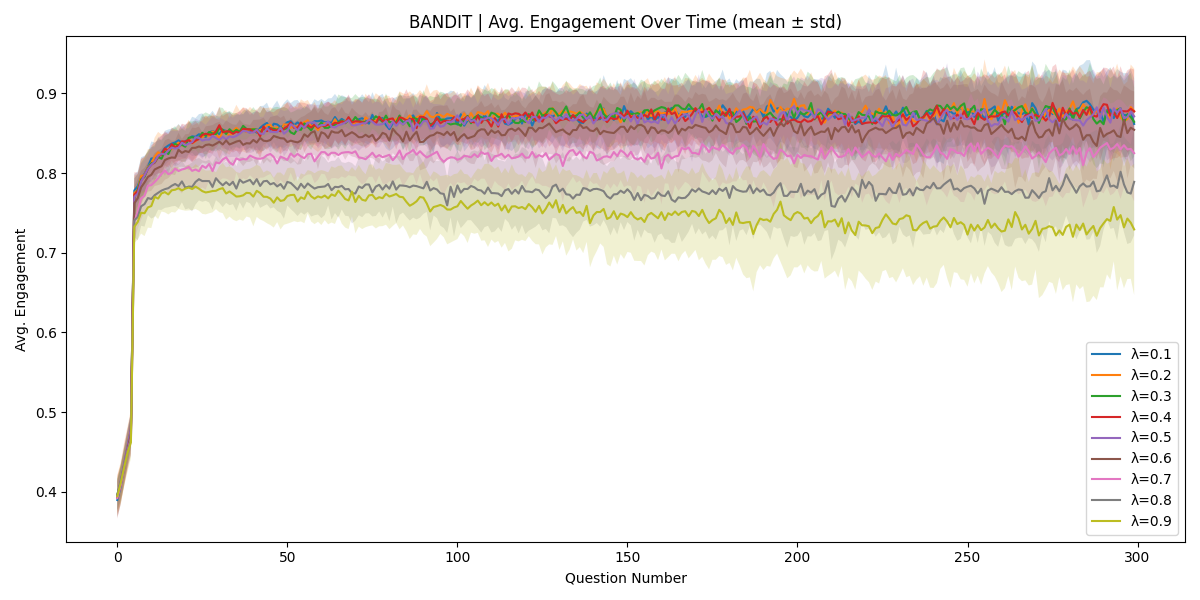 BANDIT | Avg. Engagement Over Time (mean ± std)
Avg. Engagement
0.9
0.8
0.7
0.6
0.5
0.4
0 50 100 150 200 250 300
Question Number
λ=0.1
λ=0.2
λ=0.3
λ=0.4
λ=0.5
λ=0.6
λ=0.7
λ=0.8
λ=0.9